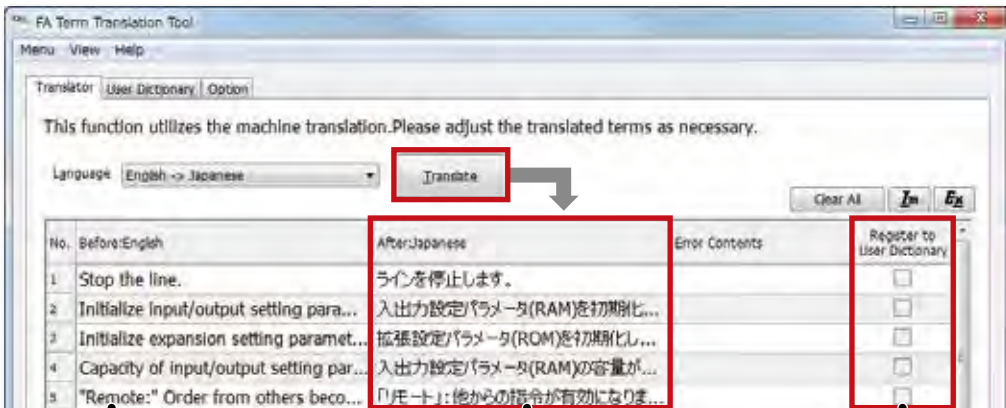 FA Term Translation Tool
Menu View Help
Translator User Dictionary Option
This function utilizes the machine translation.Please adjust the translated terms as necessary.
Language English -> Japanese Translate
Clear All Im Ex
No. Before:English After:Japanese Error Contents Register to
User Dictionary
1 Stop the line. ラインを停止します。
2 Initialize input/output setting para... 入出力設定パラメータ(RAM)を初期化...
3 Initialize expansion setting paramet... 拡張設定パラメータ(ROM)を初期化し...
4 Capacity of input/output setting par... 入出力設定パラメータ(RAM)の容量が...
5 "Remote:" Order from others beco... 「リモート」:他からの指令が有効になりま...